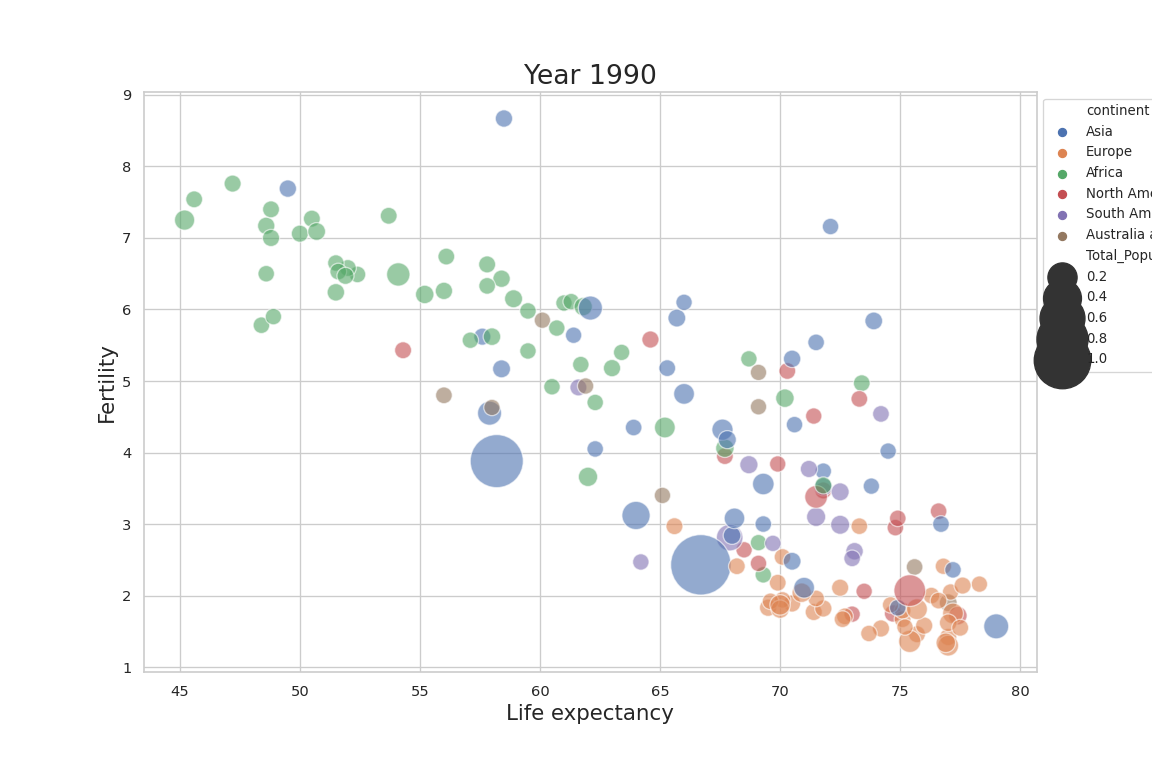 Year 1990
Fertility
9
8
7
6
5
4
3
2
1
45 50 55 60 65 70 75 80
Life expectancy
continent
Asia
Europe
Africa
North Ame
South Am
Australia a
Total_Popu
0.2
0.4
0.6
0.8
1.0